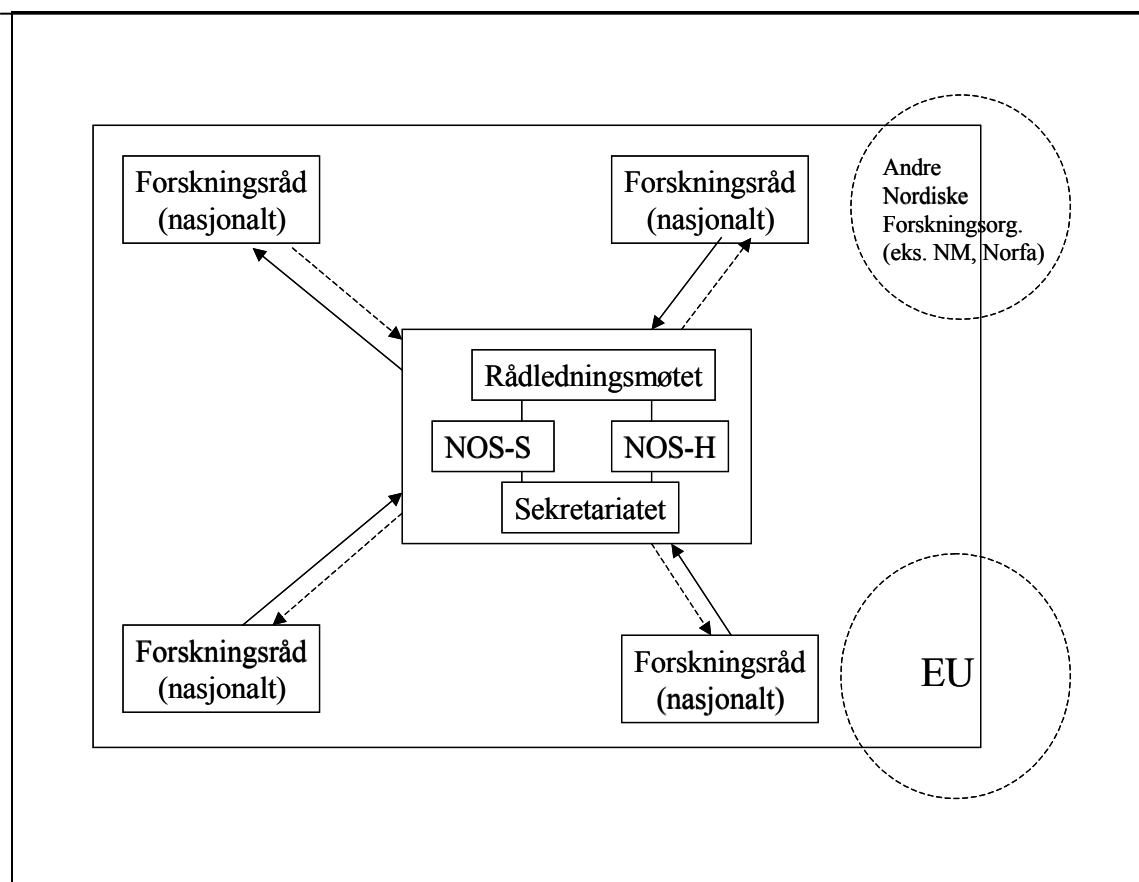 Forskningsråd
(nasjonalt)
Forskningsråd
(nasjonalt)
Andre
Nordiske
Forskningsorg.
(eks. NM, Norfa)
Rådledningsmøtet
NOS-S
NOS-H
Sekretariatet
Forskningsråd
(nasjonalt)
Forskningsråd
(nasjonalt)
EU